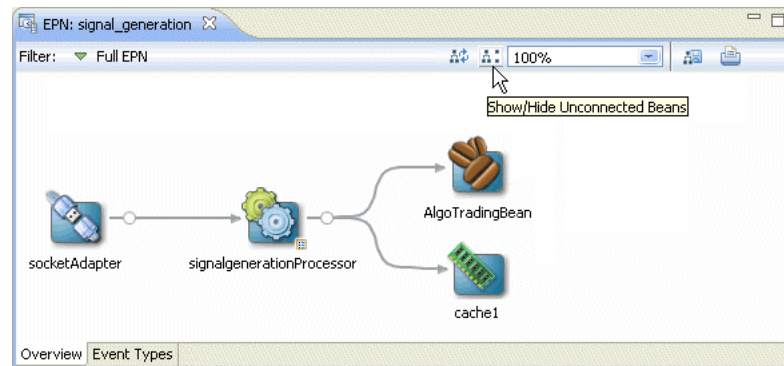 EPN: signal_generation
Filter: Full EPN 100%
Show/Hide Unconnected Beans
AlgoTradingBean
socketAdapter signalgenerationProcessor
cache1
Overview Event Types